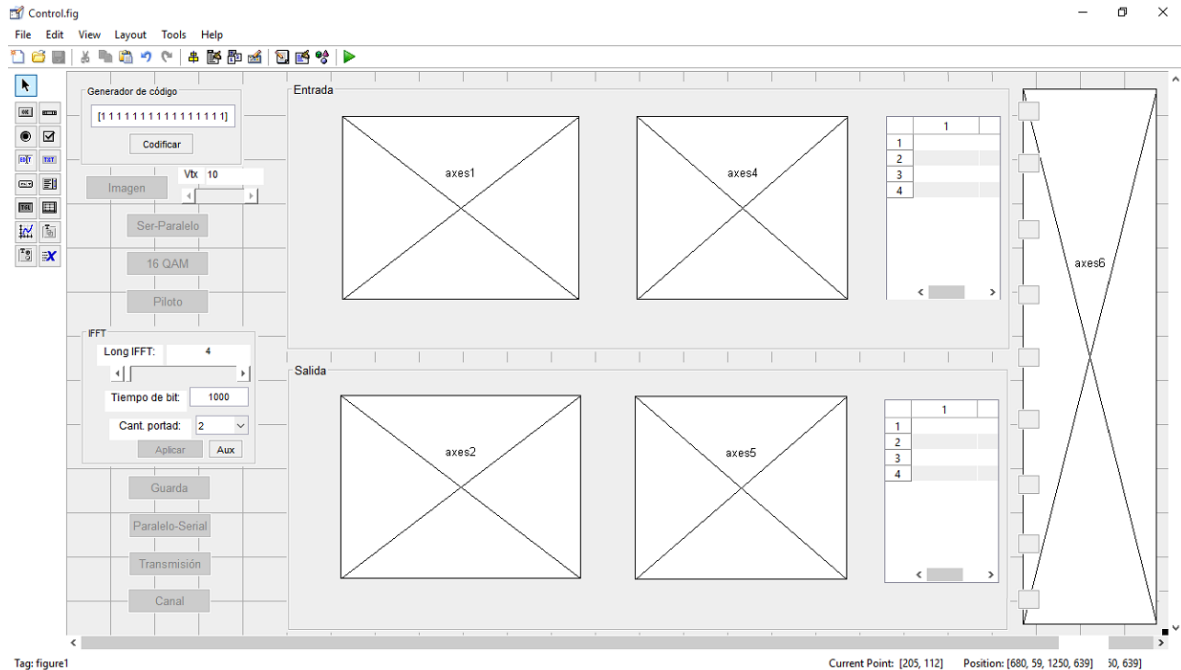 Control.fig
File Edit View Layout Tools Help
Generador de código
[1 1 1 1 1 1 1 1 1 1 1 1 1 1 1 1]
Codificar
Imagen
Vtx 10
Ser-Paralelo
16 QAM
Piloto
IFFT
Long IFFT: 4
Tiempo de bit: 1000
Cant. portad: 2
Aplicar Aux
Guarda
Paralelo-Serial
Transmisión
Canal
Entrada
axes1
axes4
1
1
2
3
4
Salida
axes2
axes5
1
1
2
3
4
axes6
Tag: figure1
Current Point: [205, 112] Position: [680, 59, 1250, 639] 50, 639]